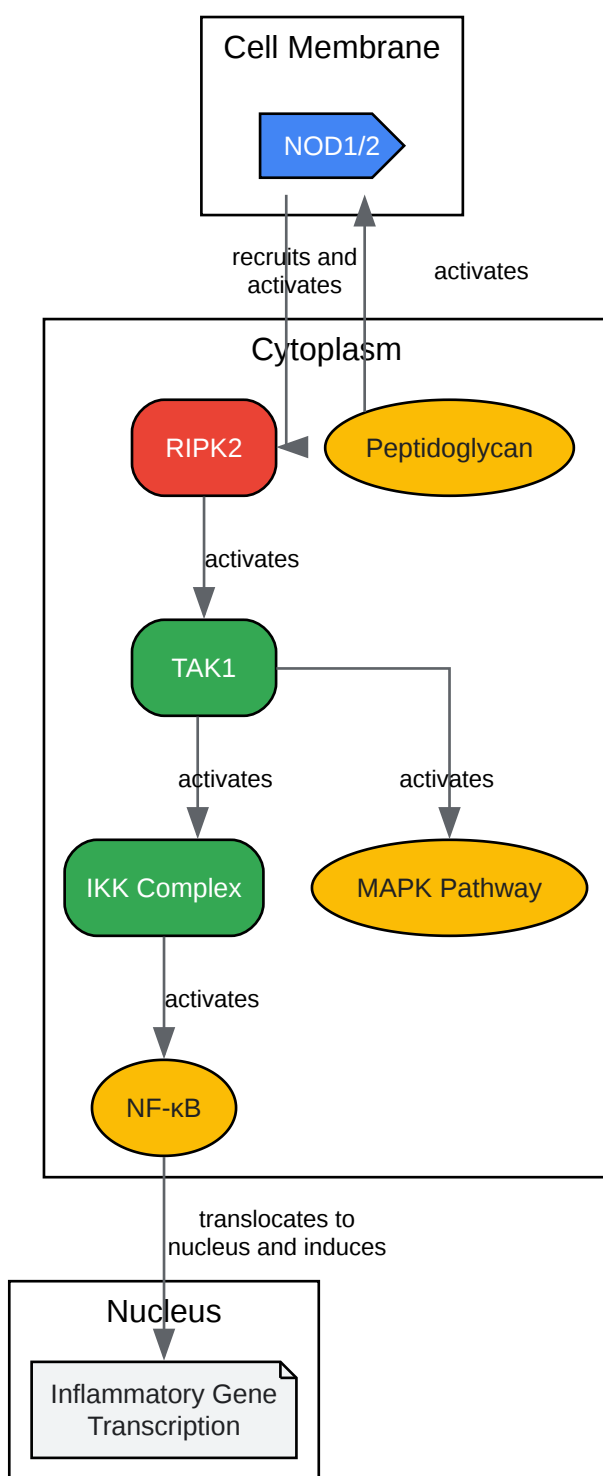 Cell Membrane
NOD1/2
recruits and
activates
activates
Cytoplasm
RIPK2
Peptidoglycan
activates
TAK1
activates
activates
IKK Complex
MAPK Pathway
activates
NF-κB
translocates to
nucleus and induces
Nucleus
Inflammatory Gene
Transcription